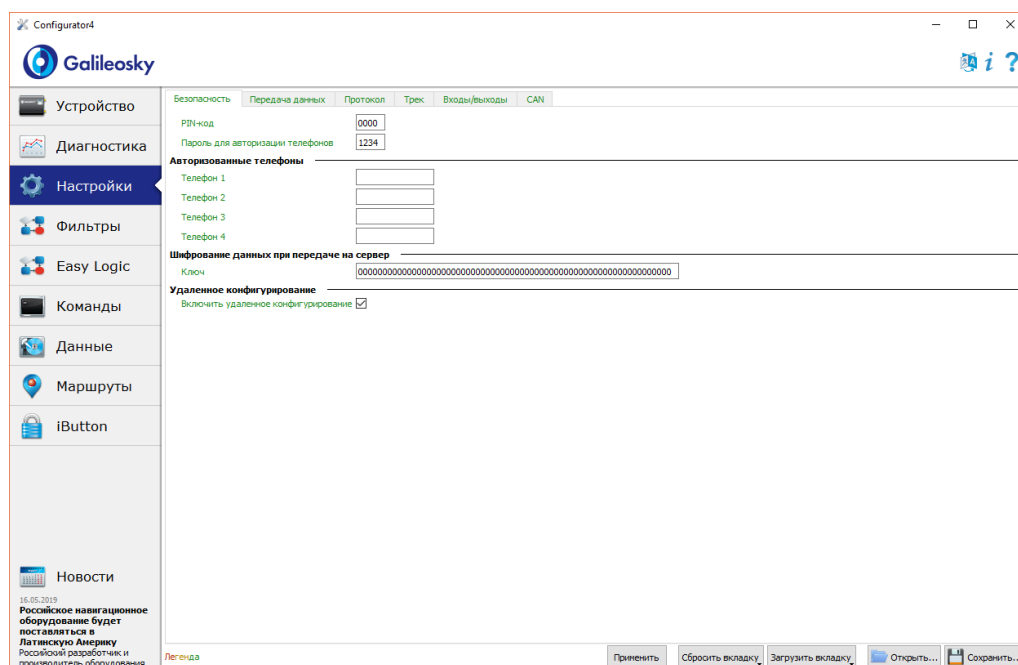 Configurator4
Galileosky
i ?
Устройство
Диагностика
Настройки
Фильтры
Easy Logic
Команды
Данные
Маршруты
iButton
Новости
16.05.2019
Российское навигационное
оборудование будет
поставляться в
Латинскую Америку
Российский разработчик и
производитель оборудования
Безопасность Передача данных Протокол Трек Входы/выходы CAN
PIN-код 0000
Пароль для авторизации телефонов 1234
Авторизованные телефоны
Телефон 1
Телефон 2
Телефон 3
Телефон 4
Шифрование данных при передаче на сервер
Ключ 0000000000000000000000000000000000000000000000000000000000000000
Удаленное конфигурирование
Включить удаленное конфигурирование
Легенда
Применить Сбросить вкладку Загрузить вкладку Открыть... Сохранить...